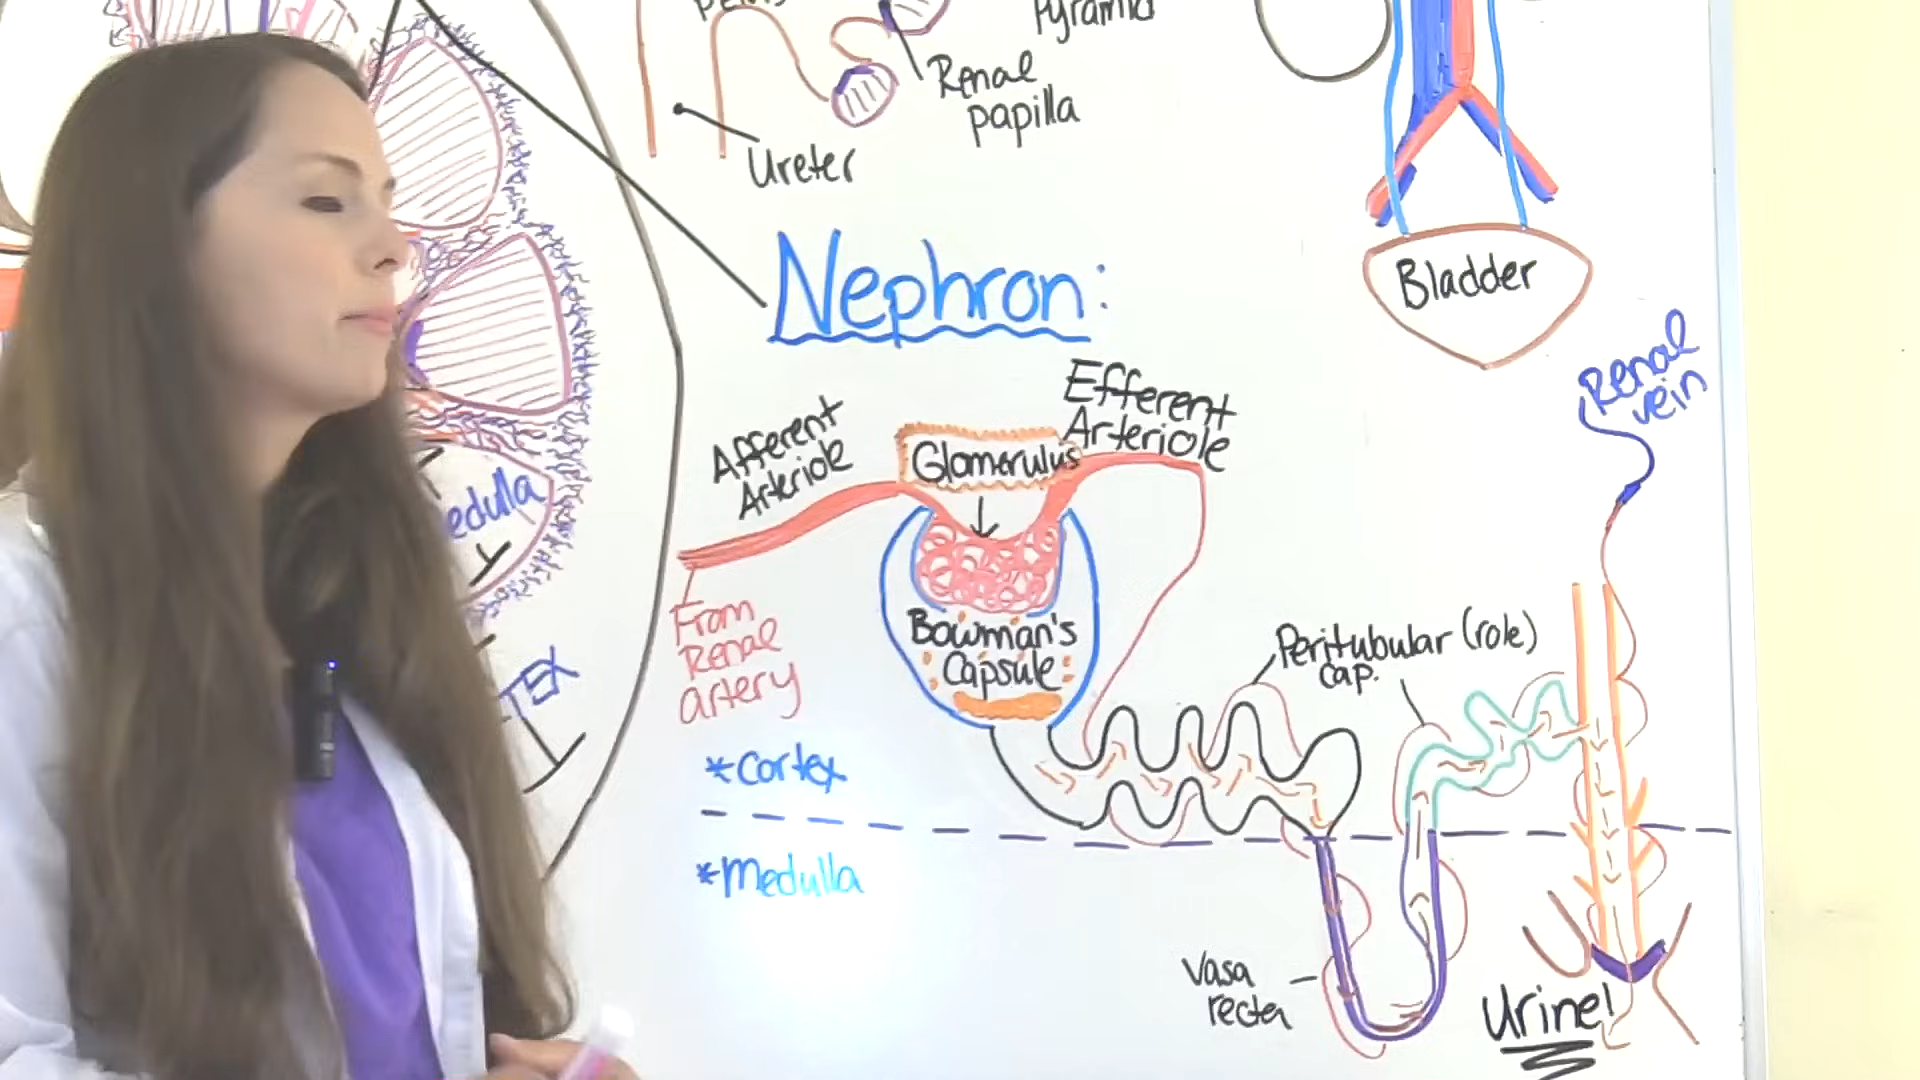 Renal
papilla
Ureter
Bladder
Nephron:
Renal
vein
Efferent
Arteriole
Afferent
Arteriole
Glomerulus
edulla
From
Renal
artery
Bowman's
Capsule
Peritubular (role)
cap.
TEX
*Cortex
*Medulla
Vasa
recta
Urine!